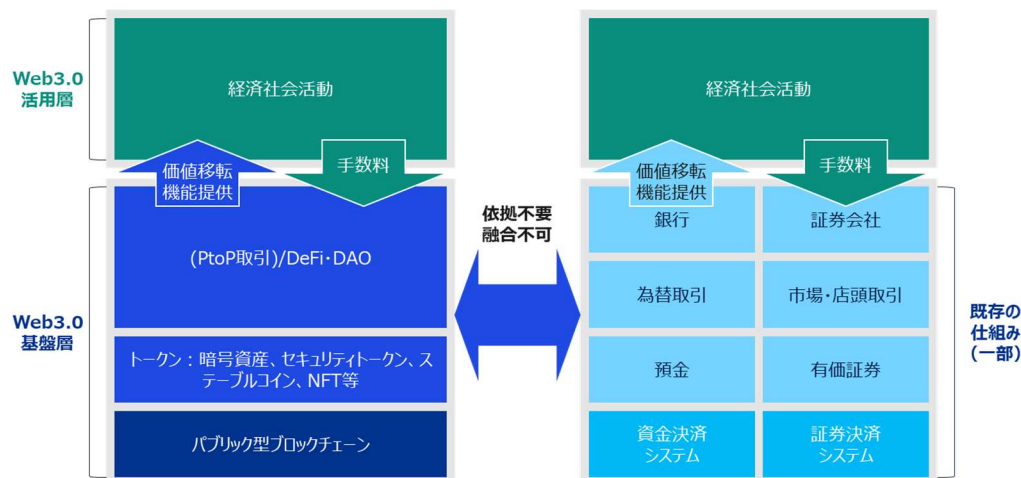 Web3.0
活用層
経済社会活動
価値移転
機能提供
手数料
Web3.0
基盤層
(PtoP取引)/DeFi・DAO
トークン：暗号資産、セキュリティトークン、ス
テーブルコイン、NFT等
パブリック型ブロックチェーン
依拠不要
融合不可
経済社会活動
価値移転
機能提供
手数料
銀行
証券会社
為替取引
市場・店頭取引
預金
有価証券
資金決済
システム
証券決済
システム
既存の
仕組み
（一部）